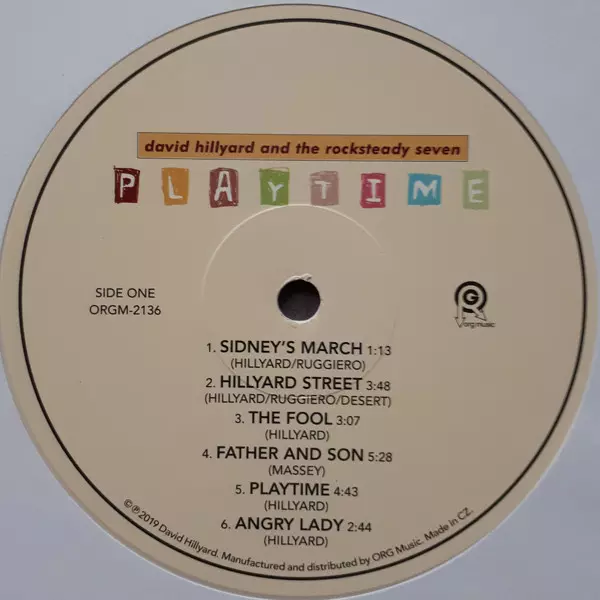 david hillyard and the rocksteady seven
PLAYTIME
SIDE ONE
ORGM-2136
GR
org music
1. SIDNEY'S MARCH 1:13
(HILLYARD/RUGGIERO)
2. HILLYARD STREET 3:48
(HILLYARD/RUGGIERO/DESERT)
3. THE FOOL 3:07
(HILLYARD)
4. FATHER AND SON 5:28
(MASSEY)
5. PLAYTIME 4:43
(HILLYARD)
6. ANGRY LADY 2:44
(HILLYARD)
©℗2019 David Hillyard. Manufactured and distributed by ORG Music. Made in CZ.